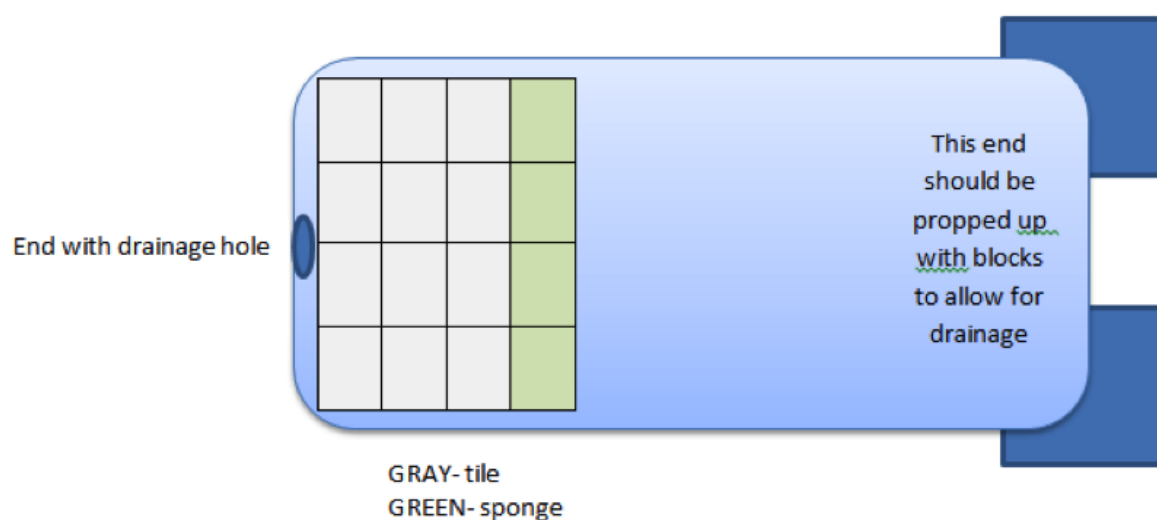 This end
should be
propped up
with blocks
to allow for
drainage
End with drainage hole
GRAY- tile
GREEN- sponge